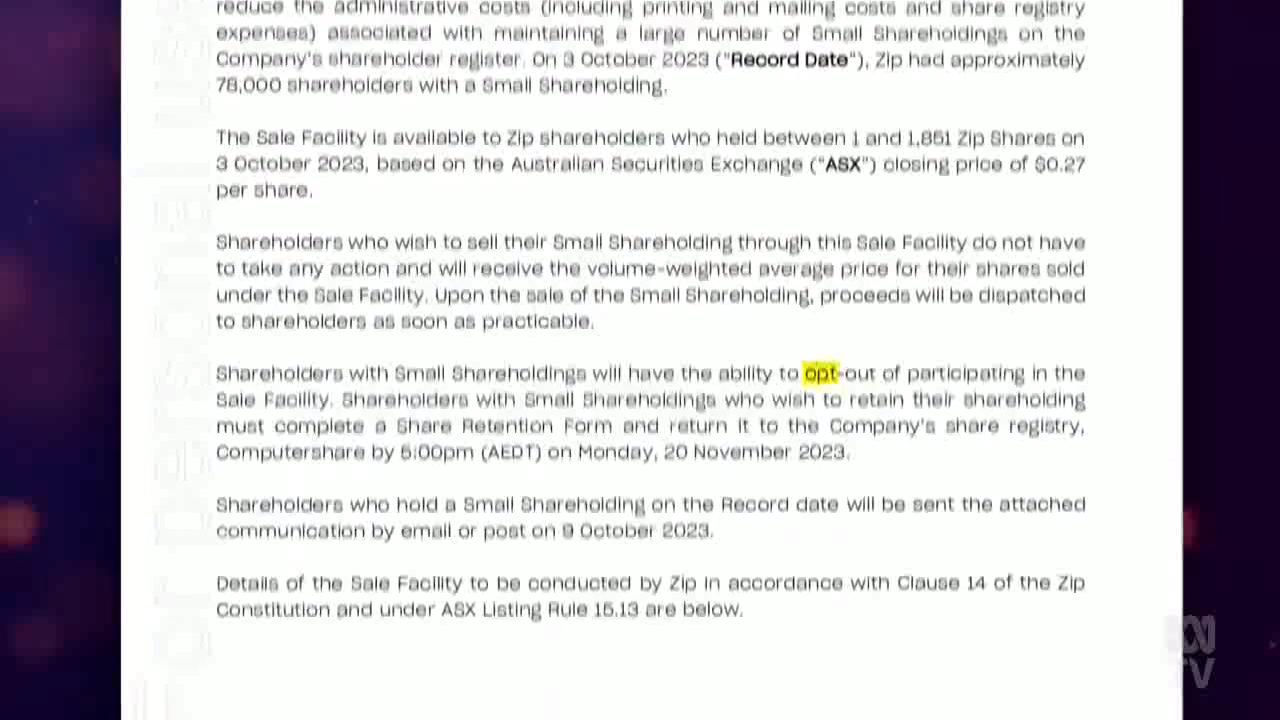 reduce the administrative costs (including printing and mailing costs and share registry
expenses) associated with maintaining a large number of Small Shareholdings on the
Company's shareholder register. On 3 October 2023 ("Record Date"), Zip had approximately
78,000 shareholders with a Small Shareholding.
The Sale Facility is available to Zip shareholders who held between 1 and 1,851 Zip Shares on
3 October 2023, based on the Australian Securities Exchange ("ASX") closing price of $0.27
per share.
Shareholders who wish to sell their Small Shareholding through this Sale Facility do not have
to take any action and will receive the volume-weighted average price for their shares sold
under the Sale Facility. Upon the sale of the Small Shareholding, proceeds will be dispatched
to shareholders as soon as practicable.
Shareholders with Small Shareholdings will have the ability to opt-out of participating in the
Sale Facility. Shareholders with Small Shareholdings who wish to retain their shareholding
must complete a Share Retention Form and return it to the Company's share registry,
Computershare by 5:00pm (AEDT) on Monday, 20 November 2023.
Shareholders who hold a Small Shareholding on the Record date will be sent the attached
communication by email or post on 9 October 2023.
Details of the Sale Facility to be conducted by Zip in accordance with Clause 14 of the Zip
Constitution and under ASX Listing Rule 15.13 are below.
or personal use
TV